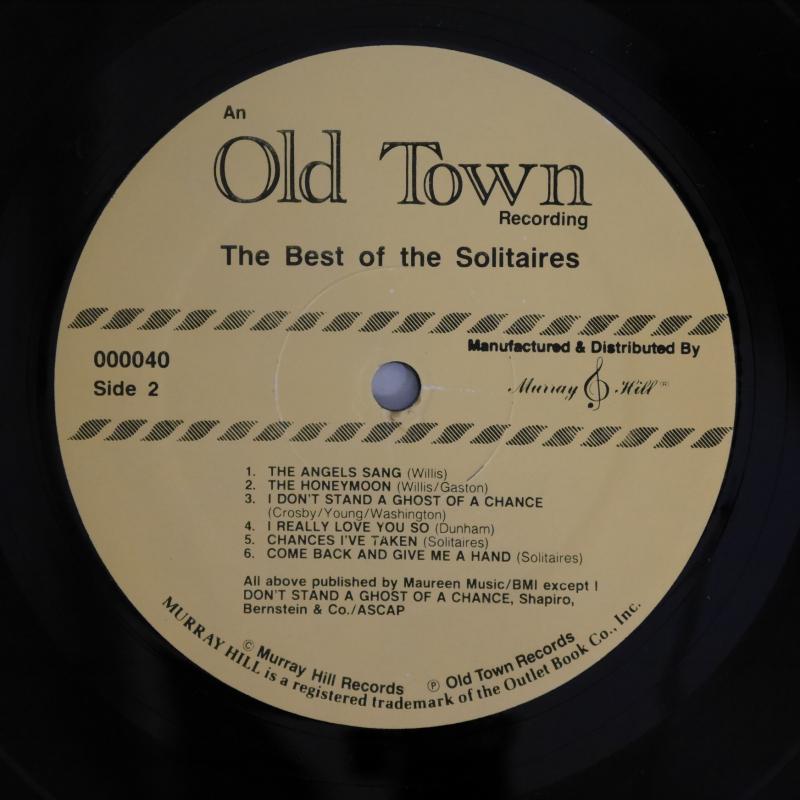 An
Old Town
Recording
The Best of the Solitaires
000040
Side 2
Manufactured & Distributed By
Murray Hill ®
1. THE ANGELS SANG (Willis)
2. THE HONEYMOON (Willis/Gaston)
3. I DON'T STAND A GHOST OF A CHANCE
(Crosby/Young/Washington)
4. I REALLY LOVE YOU SO (Dunham)
5. CHANCES I'VE TAKEN (Solitaires)
6. COME BACK AND GIVE ME A HAND (Solitaires)
All above published by Maureen Music/BMI except I
DON'T STAND A GHOST OF A CHANCE, Shapiro,
Bernstein & Co./ASCAP
© Murray Hill Records ℗ Old Town Records
MURRAY HILL is a registered trademark of the Outlet Book Co., Inc.